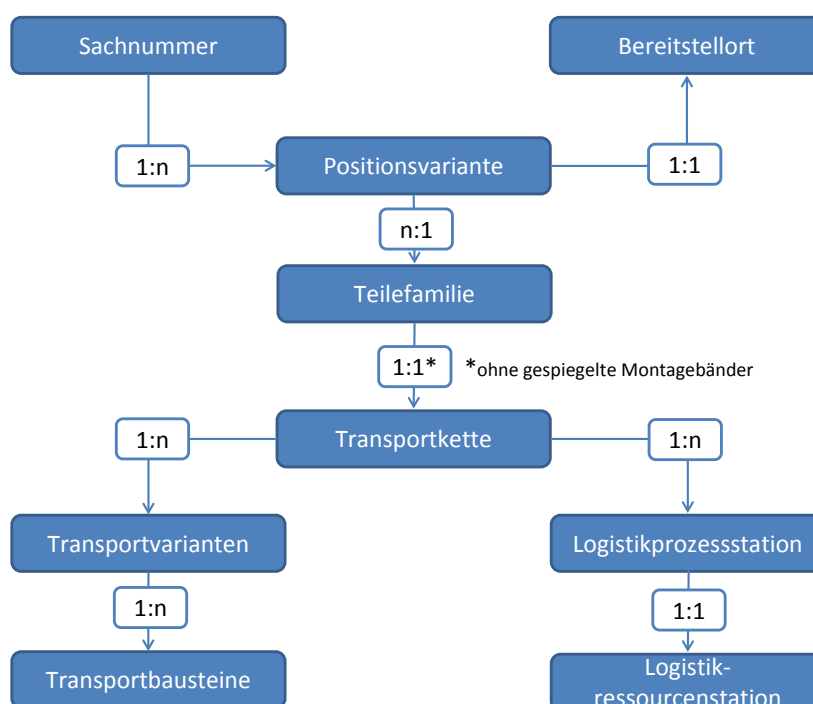 Sachnummer
Bereitstellort
1:n
Positionsvariante
1:1
n:1
Teilefamilie
1:1*
*ohne gespiegelte Montagebänder
1:n
Transportkette
1:n
Transportvarianten
Logistikprozessstation
1:n
1:1
Transportbausteine
Logistik-
ressourcenstation